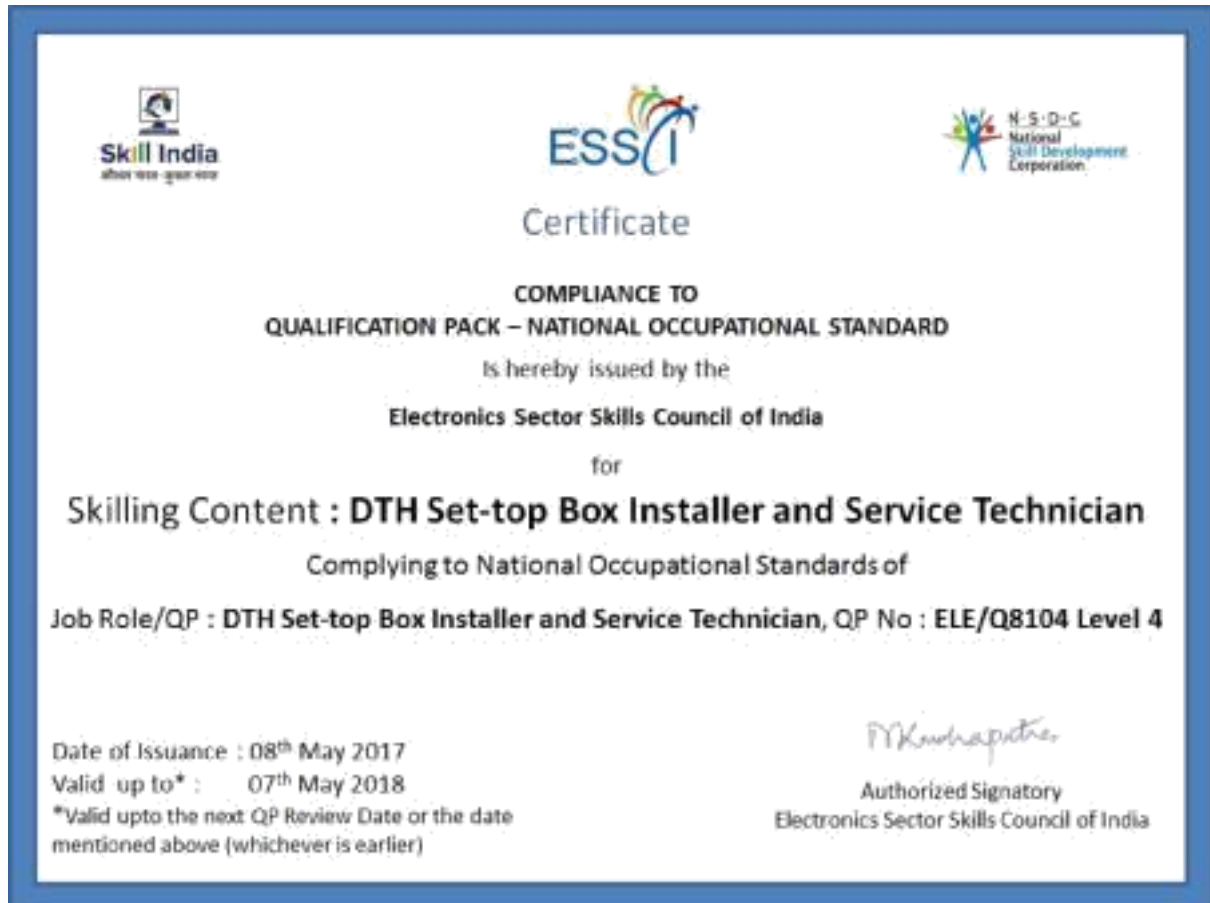 Skill India
कौशल भारत - कुशल भारत
ESSCI
N·S·D·C
National
Skill Development
Corporation
Certificate
COMPLIANCE TO
QUALIFICATION PACK – NATIONAL OCCUPATIONAL STANDARD
Is hereby issued by the
Electronics Sector Skills Council of India
for
Skilling Content : DTH Set-top Box Installer and Service Technician
Complying to National Occupational Standards of
Job Role/QP : DTH Set-top Box Installer and Service Technician, QP No : ELE/Q8104 Level 4
Date of Issuance : 08th May 2017
Valid up to* : 07th May 2018
*Valid upto the next QP Review Date or the date
mentioned above (whichever is earlier)
Authorized Signatory
Electronics Sector Skills Council of India